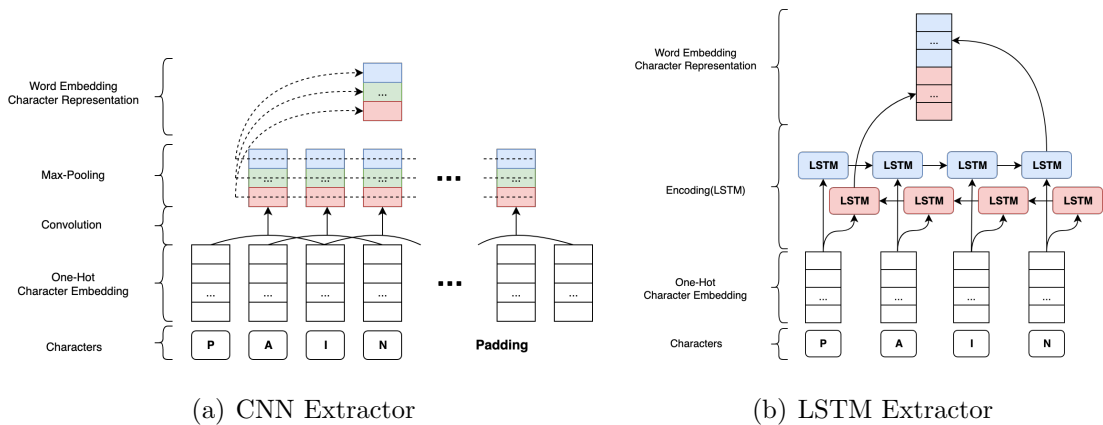 Word Embedding
Character Representation
...
Max-Pooling
... ... ... ... ...
Convolution
One-Hot
Character Embedding
... ... ... ... ... ... ...
Characters
P A I N
Padding
(a) CNN Extractor
Word Embedding
Character Representation
...
...
Encoding(LSTM)
LSTM LSTM LSTM LSTM
LSTM LSTM LSTM LSTM
One-Hot
Character Embedding
... ... ... ...
Characters
P A I N
(b) LSTM Extractor